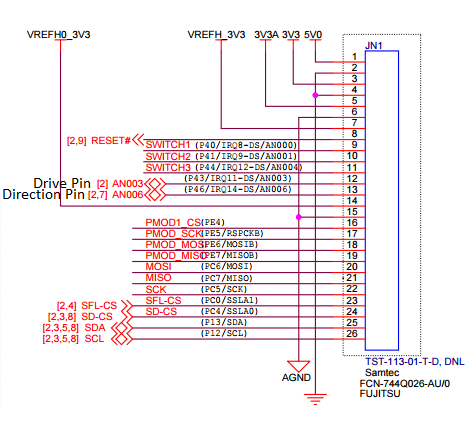 VREFH0_3V3 VREFH_3V3 3V3A 3V3 5V0
JN1
1
2
3
4
5
6
7
8
[2,9] RESET# 9
SWITCH1 (P40/IRQ8-DS/AN000) 10
SWITCH2 (P41/IRQ9-DS/AN001) 11
SWITCH3 (P44/IRQ12-DS/AN004)
Drive Pin [2] AN003 (P43/IRQ11-DS/AN003) 12
Direction Pin [2,7] AN006 (P46/IRQ14-DS/AN006) 13
14
15
PMOD1_CS (PE4) 16
PMOD_SCK (PE5/RSPCKB) 17
PMOD_MOSI (PE6/MOSIB) 18
PMOD_MISO (PE7/MISOB) 19
MOSI (PC6/MOSI) 20
MISO (PC7/MISO) 21
SCK (PC5/SCK) 22
[2,4] SFL-CS SFL-CS (PC0/SSLA1) 23
[2,3,8] SD-CS SD-CS (PC4/SSLA0) 24
[2,3,5,8] SDA (P13/SDA) 25
[2,3,5,8] SCL (P12/SCL) 26
AGND
TST-113-01-T-D, DNL
Samtec
FCN-744Q026-AU/0
FUJITSU